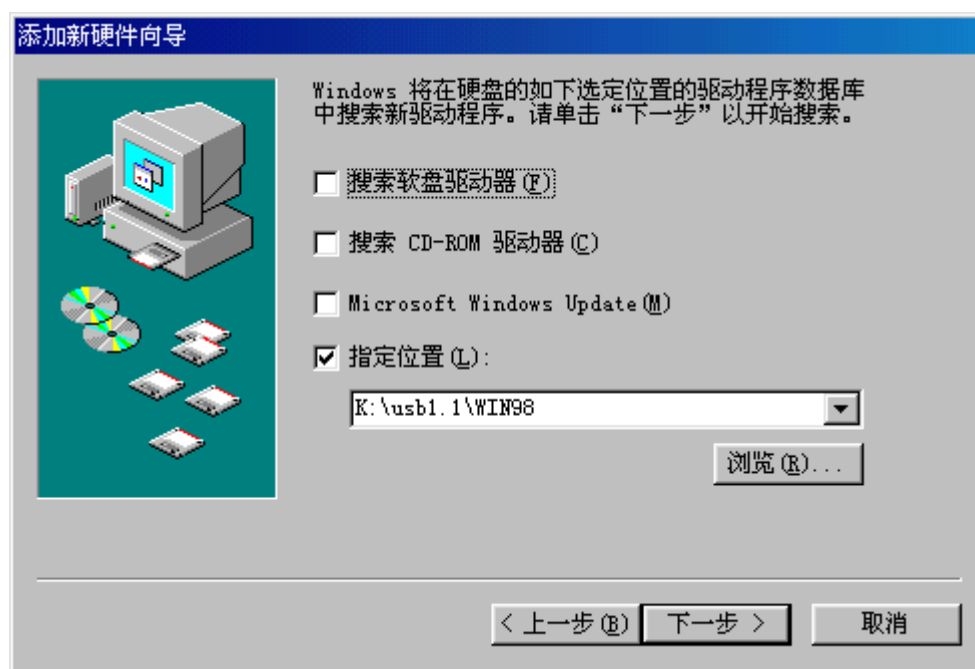 添加新硬件向导
Windows 将在硬盘的如下选定位置的驱动程序数据库
中搜索新驱动程序。请单击“下一步”以开始搜索。
搜索软盘驱动器(F)
搜索 CD-ROM 驱动器(C)
Microsoft Windows Update(M)
指定位置(L):
K:\usb1.1\WIN98
浏览(R)...
< 上一步(B)
下一步 >
取消